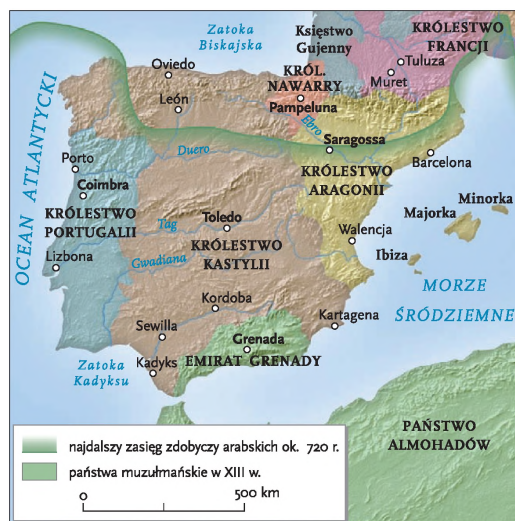 Zatoka
Biskajska
Księstwo
Gujenny
KRÓLESTWO
FRANCJI
Tuluza
Muret
Oviedo
KRÓL.
NAWARRY
Pampeluna
León
Ebro
OCEAN ATLANTYCKI
Porto
Duero
Saragossa
Barcelona
Coimbra
KRÓLESTWO
ARAGONII
Minorka
Majorka
KRÓLESTWO
PORTUGALII
Tag
Toledo
KRÓLESTWO
KASTYLII
Walencja
Ibiza
Lizbona
Gwadiana
MORZE
ŚRÓDZIEMNE
Kordoba
Sewilla
Kartagena
Grenada
EMIRAT GRENADY
Zatoka
Kadyksu
Kadyks
PAŃSTWO
ALMOHADÓW
najdalszy zasięg zdobyczy arabskich ok. 720 r.
państwa muzułmańskie w XIII w.
0
500 km